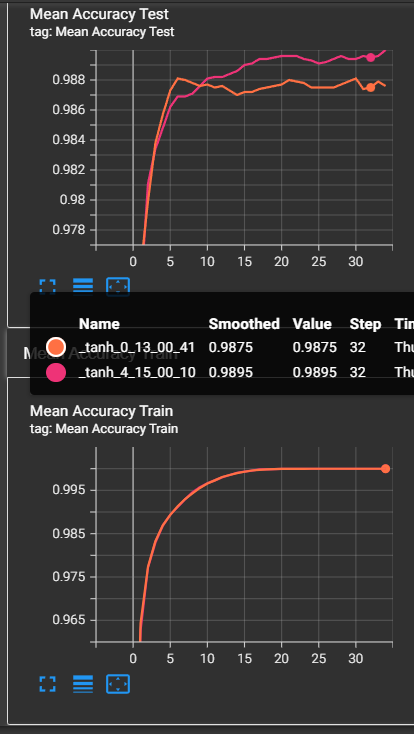 Mean Accuracy Test
tag: Mean Accuracy Test
0.988
0.986
0.984
0.982
0.98
0.978
0 5 10 15 20 25 30
Name Smoothed Value Step Tim
_tanh_0_13_00_41 0.9875 0.9875 32 Thu
Mean Accuracy Train
_tanh_4_15_00_10 0.9895 0.9895 32 Thu
Mean Accuracy Train
tag: Mean Accuracy Train
0.995
0.985
0.975
0.965
0 5 10 15 20 25 30